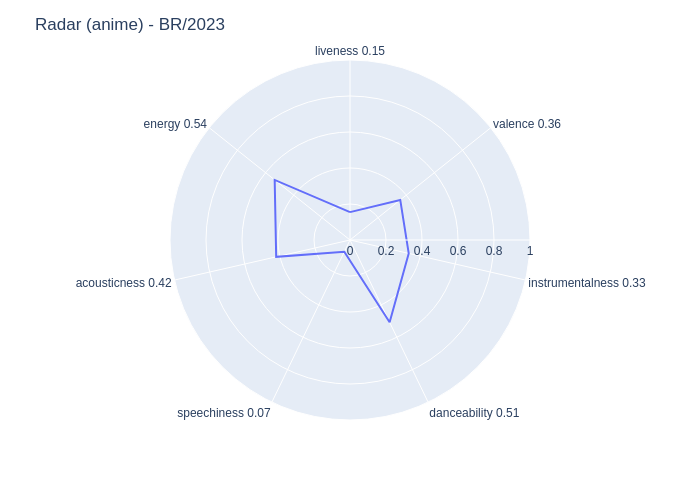 Radar (anime) - BR/2023
liveness 0.15
energy 0.54
valence 0.36
0 0.2 0.4 0.6 0.8 1
acousticness 0.42
instrumentalness 0.33
speechiness 0.07
danceability 0.51